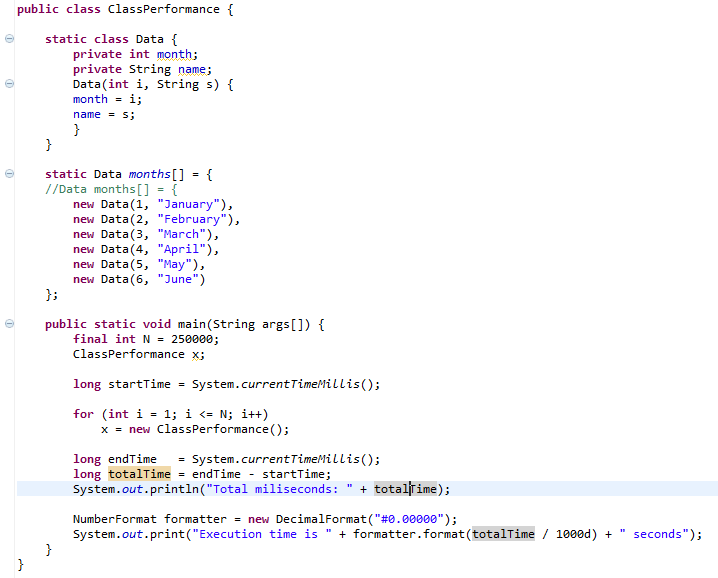 public class ClassPerformance {
static class Data {
private int month;
private String name;
Data(int i, String s) {
month = i;
name = s;
}
}
static Data months[] = {
//Data months[] = {
new Data(1, "January"),
new Data(2, "February"),
new Data(3, "March"),
new Data(4, "April"),
new Data(5, "May"),
new Data(6, "June")
};
public static void main(String args[]) {
final int N = 250000;
ClassPerformance x;
long startTime = System.currentTimeMillis();
for (int i = 1; i <= N; i++)
x = new ClassPerformance();
long endTime   = System.currentTimeMillis();
long totalTime = endTime - startTime;
System.out.println("Total miliseconds: " + totalTime);
NumberFormat formatter = new DecimalFormat("#0.00000");
System.out.print("Execution time is " + formatter.format(totalTime / 1000d) + " seconds");
}
}